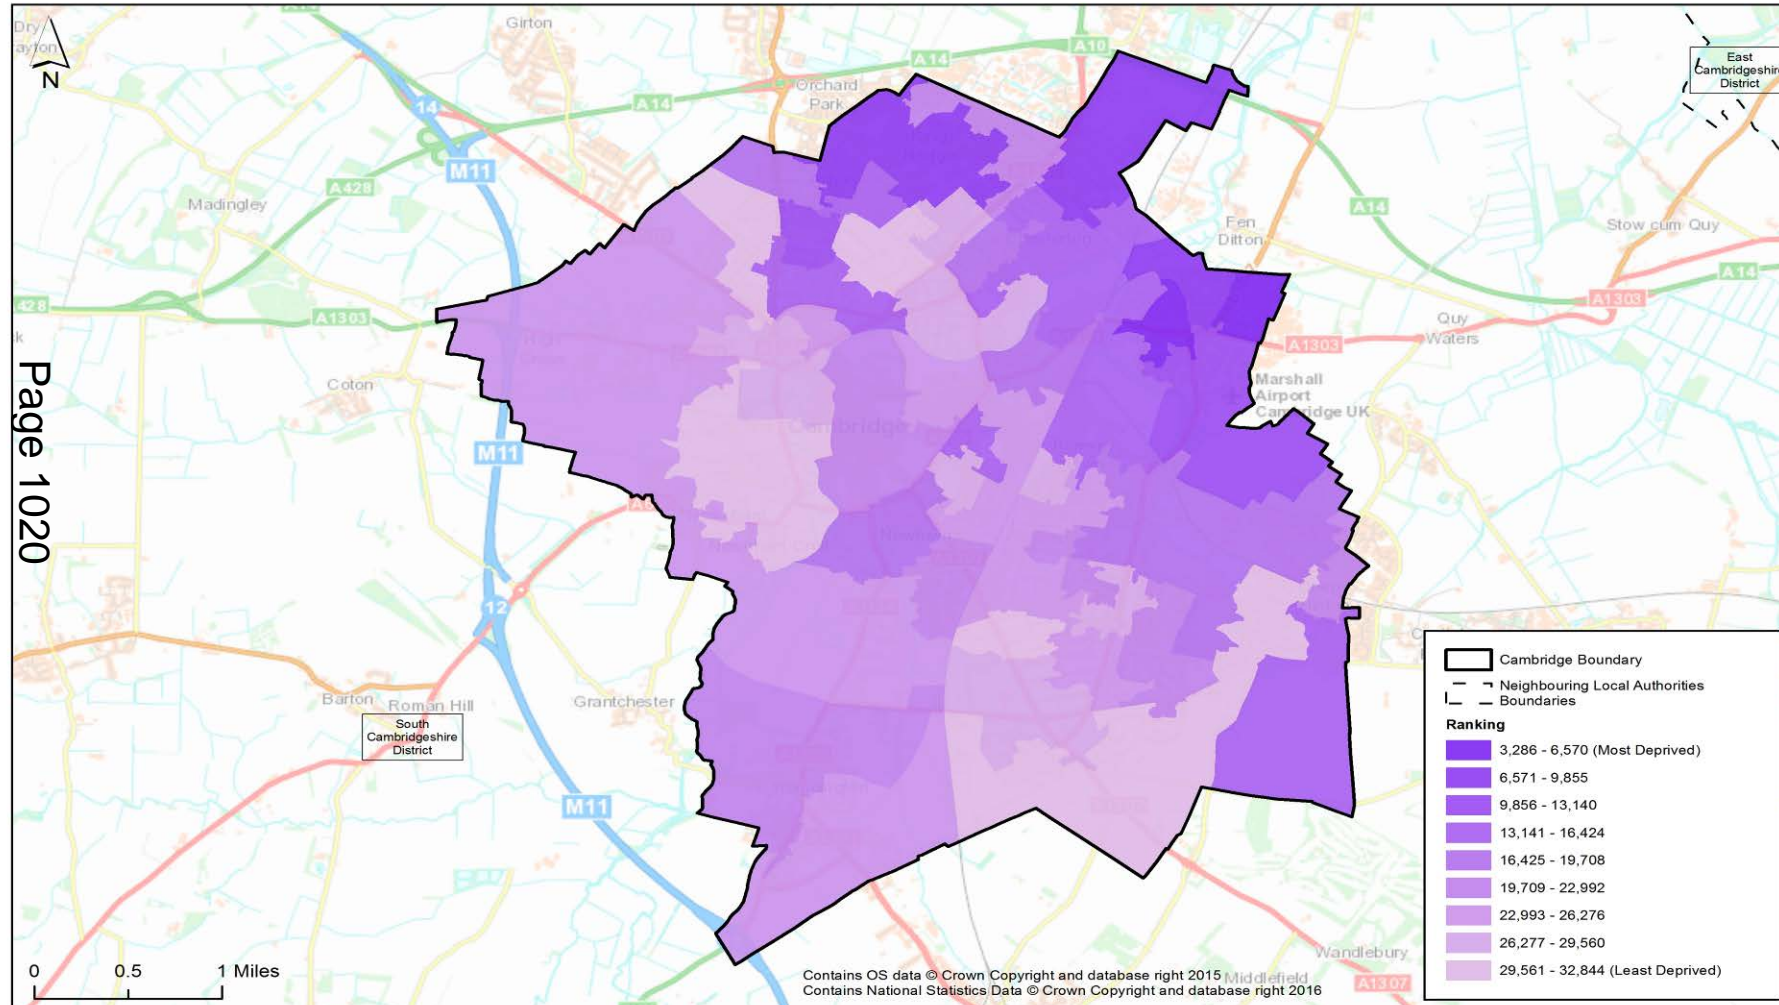 Dry
N
Girton
A14
A10
A14
Orchard
Park
A14
14
M11
A428
Madingley
East
Cambridgeshire
District
A14
Fen
Ditton
Stow cum Quy
A14
A1303
428
A1303
Quy
Waters
A1303
Coton
Marshall
Airport
Cambridge UK
Cambridge
M11
Page 1020
12
Barton
Roman Hill
Grantchester
South
Cambridgeshire
District
M11
Cambridge Boundary
Neighbouring Local Authorities
Boundaries
Ranking
3,286 - 6,570 (Most Deprived)
6,571 - 9,855
9,856 - 13,140
13,141 - 16,424
16,425 - 19,708
19,709 - 22,992
22,993 - 26,276
26,277 - 29,560
29,561 - 32,844 (Least Deprived)
0 0.5 1 Miles
Contains OS data © Crown Copyright and database right 2015
Contains National Statistics Data © Crown Copyright and database right 2016
Middlefield
Wandlebury
A1307